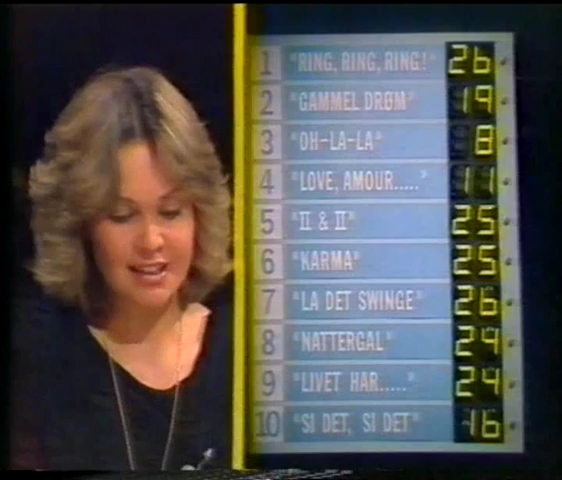 1 "RING, RING, RING!" 26
2 "GAMMEL DRØM" 19
3 "OH-LA-LA" 8
4 "LOVE, AMOUR....." 11
5 "II & II" 25
6 "KARMA" 25
7 "LA DET SWINGE" 26
8 "NATTERGAL" 24
9 "LIVET HAR....." 24
10 "SI DET, SI DET" 16